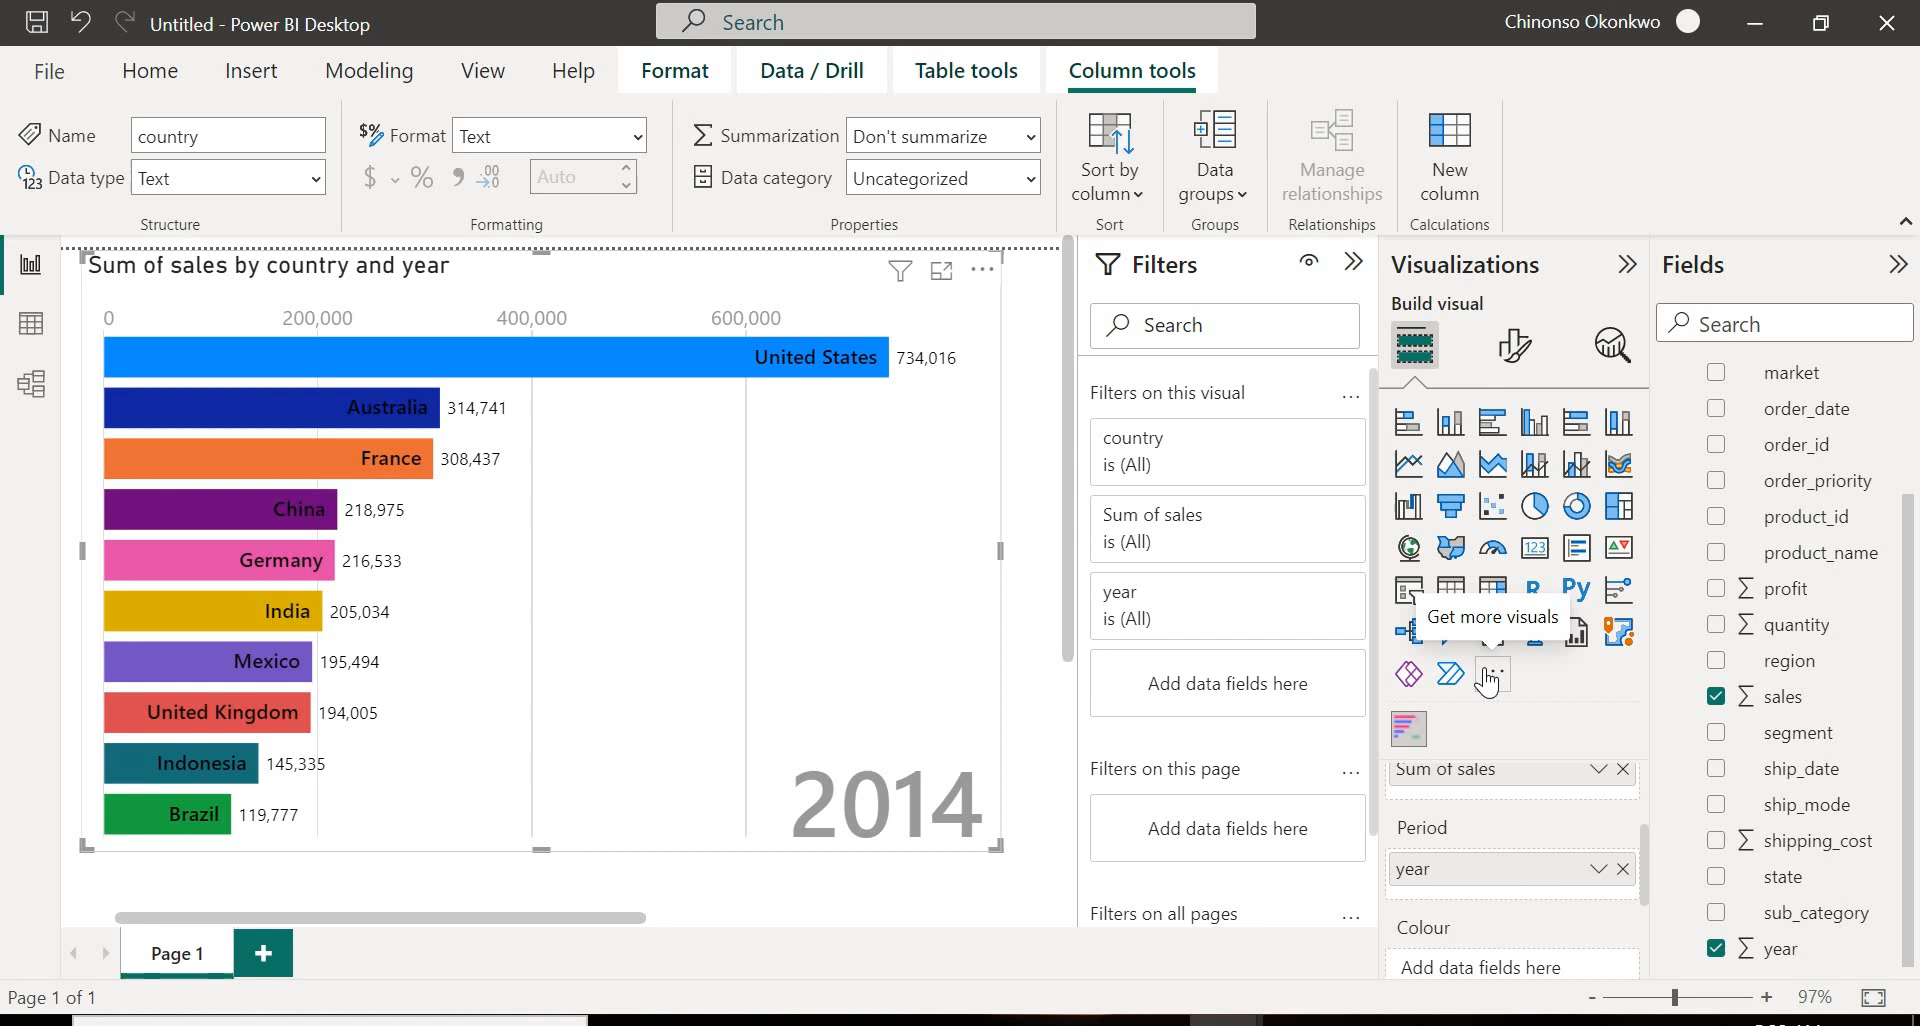 Untitled - Power BI Desktop
Search
Chinonso Okonkwo
File
Home
Insert
Modeling
View
Help
Format
Data / Drill
Table tools
Column tools
Name
country
Data type
Text
Structure
$% Format
Text
$ % 9 .00
Auto
Formatting
Summarization
Don't summarize
Data category
Uncategorized
Properties
Sort by
column
Sort
Data
groups
Groups
Manage
relationships
Relationships
New
column
Calculations
Sum of sales by country and year
0 200,000 400,000 600,000
United States 734,016
Australia 314,741
France 308,437
China 218,975
Germany 216,533
India 205,034
Mexico 195,494
United Kingdom 194,005
Indonesia 145,335
Brazil 119,777
2014
Filters
Search
Filters on this visual
country
is (All)
Sum of sales
is (All)
year
is (All)
Add data fields here
Filters on this page
Add data fields here
Filters on all pages
Visualizations
Build visual
123
R
Py
Get more visuals
Sum of sales
Period
year
Colour
Add data fields here
Fields
Search
market
order_date
order_id
order_priority
product_id
product_name
profit
quantity
region
sales
segment
ship_date
ship_mode
shipping_cost
state
sub_category
year
Page 1
Page 1 of 1
- + 97%